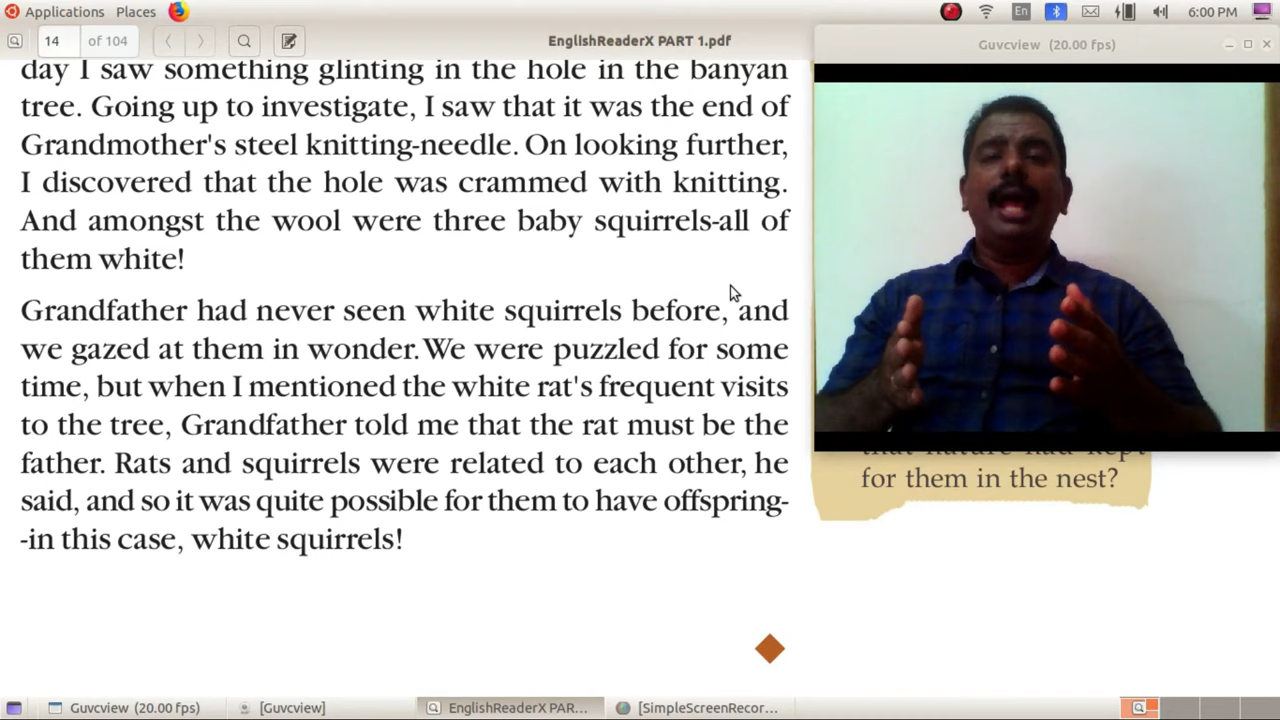 Applications Places
En 6:00 PM
14 of 104
EnglishReaderX PART 1.pdf
Guvcview (20.00 fps)
day I saw something glinting in the hole in the banyan
tree. Going up to investigate, I saw that it was the end of
Grandmother's steel knitting-needle. On looking further,
I discovered that the hole was crammed with knitting.
And amongst the wool were three baby squirrels-all of
them white!
Grandfather had never seen white squirrels before, and
we gazed at them in wonder. We were puzzled for some
time, but when I mentioned the white rat's frequent visits
to the tree, Grandfather told me that the rat must be the
father. Rats and squirrels were related to each other, he
said, and so it was quite possible for them to have offspring-
-in this case, white squirrels!
that nature had kept
for them in the nest?
Guvcview (20.00 fps)
[Guvcview]
EnglishReaderX PAR...
[SimpleScreenRecor...